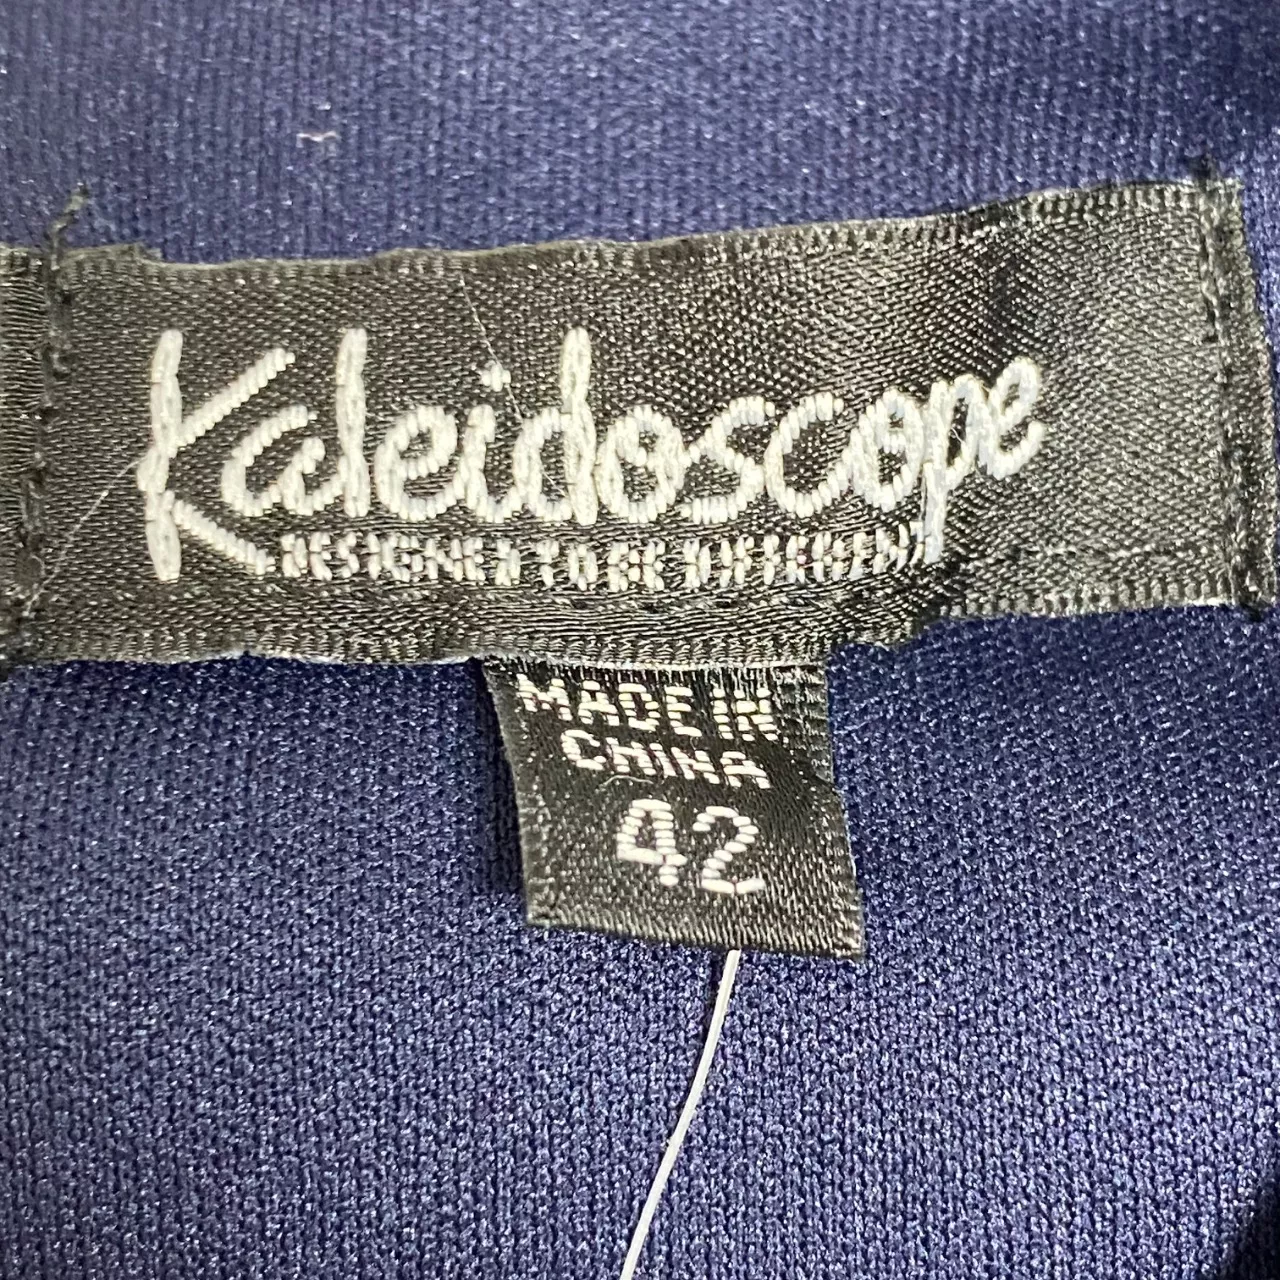 Kaleidoscope
DESIGNED TO BE DIFFERENT
MADE IN
CHINA
42